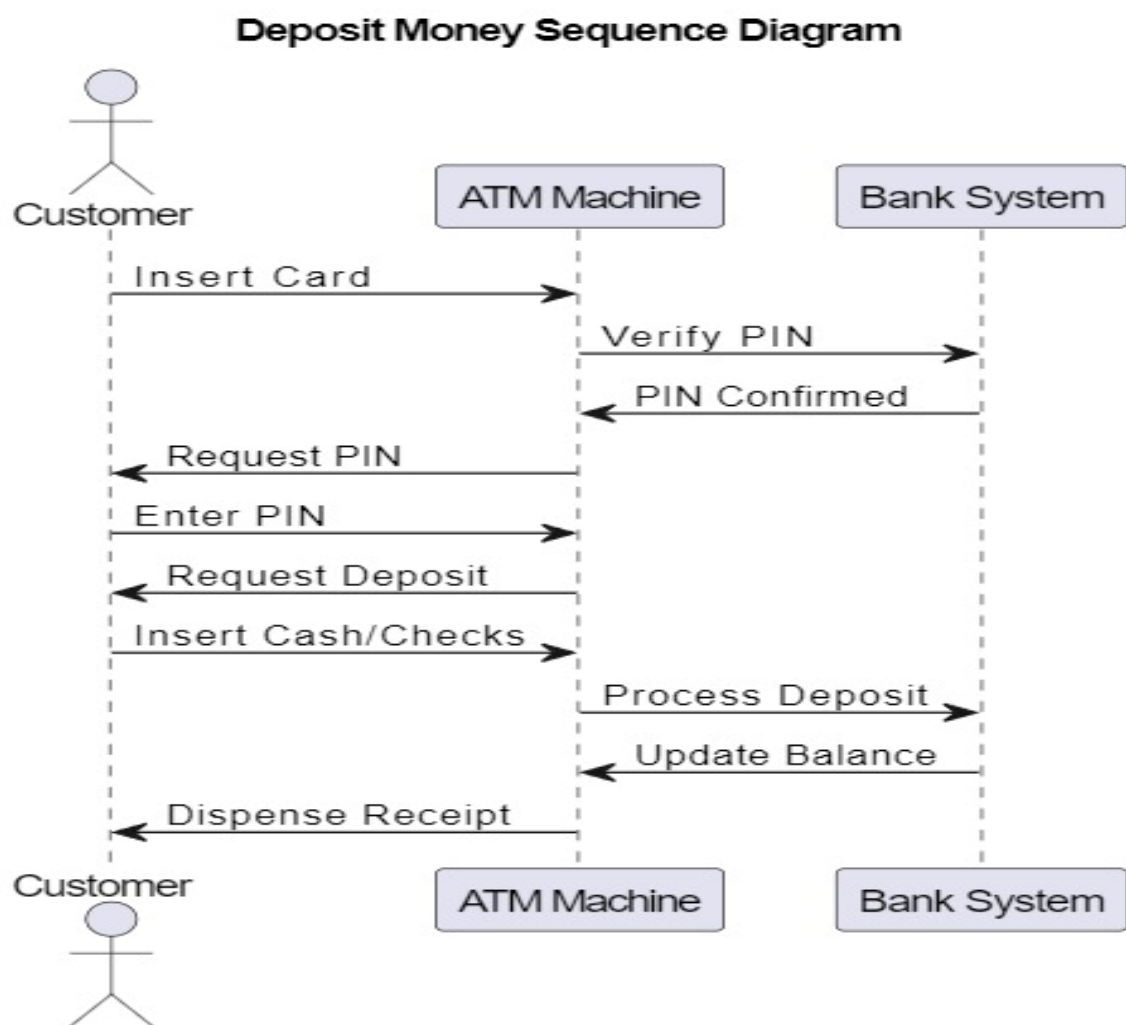 Deposit Money Sequence Diagram
Customer
ATM Machine
Bank System
Insert Card
Verify PIN
PIN Confirmed
Request PIN
Enter PIN
Request Deposit
Insert Cash/Checks
Process Deposit
Update Balance
Dispense Receipt
Customer
ATM Machine
Bank System